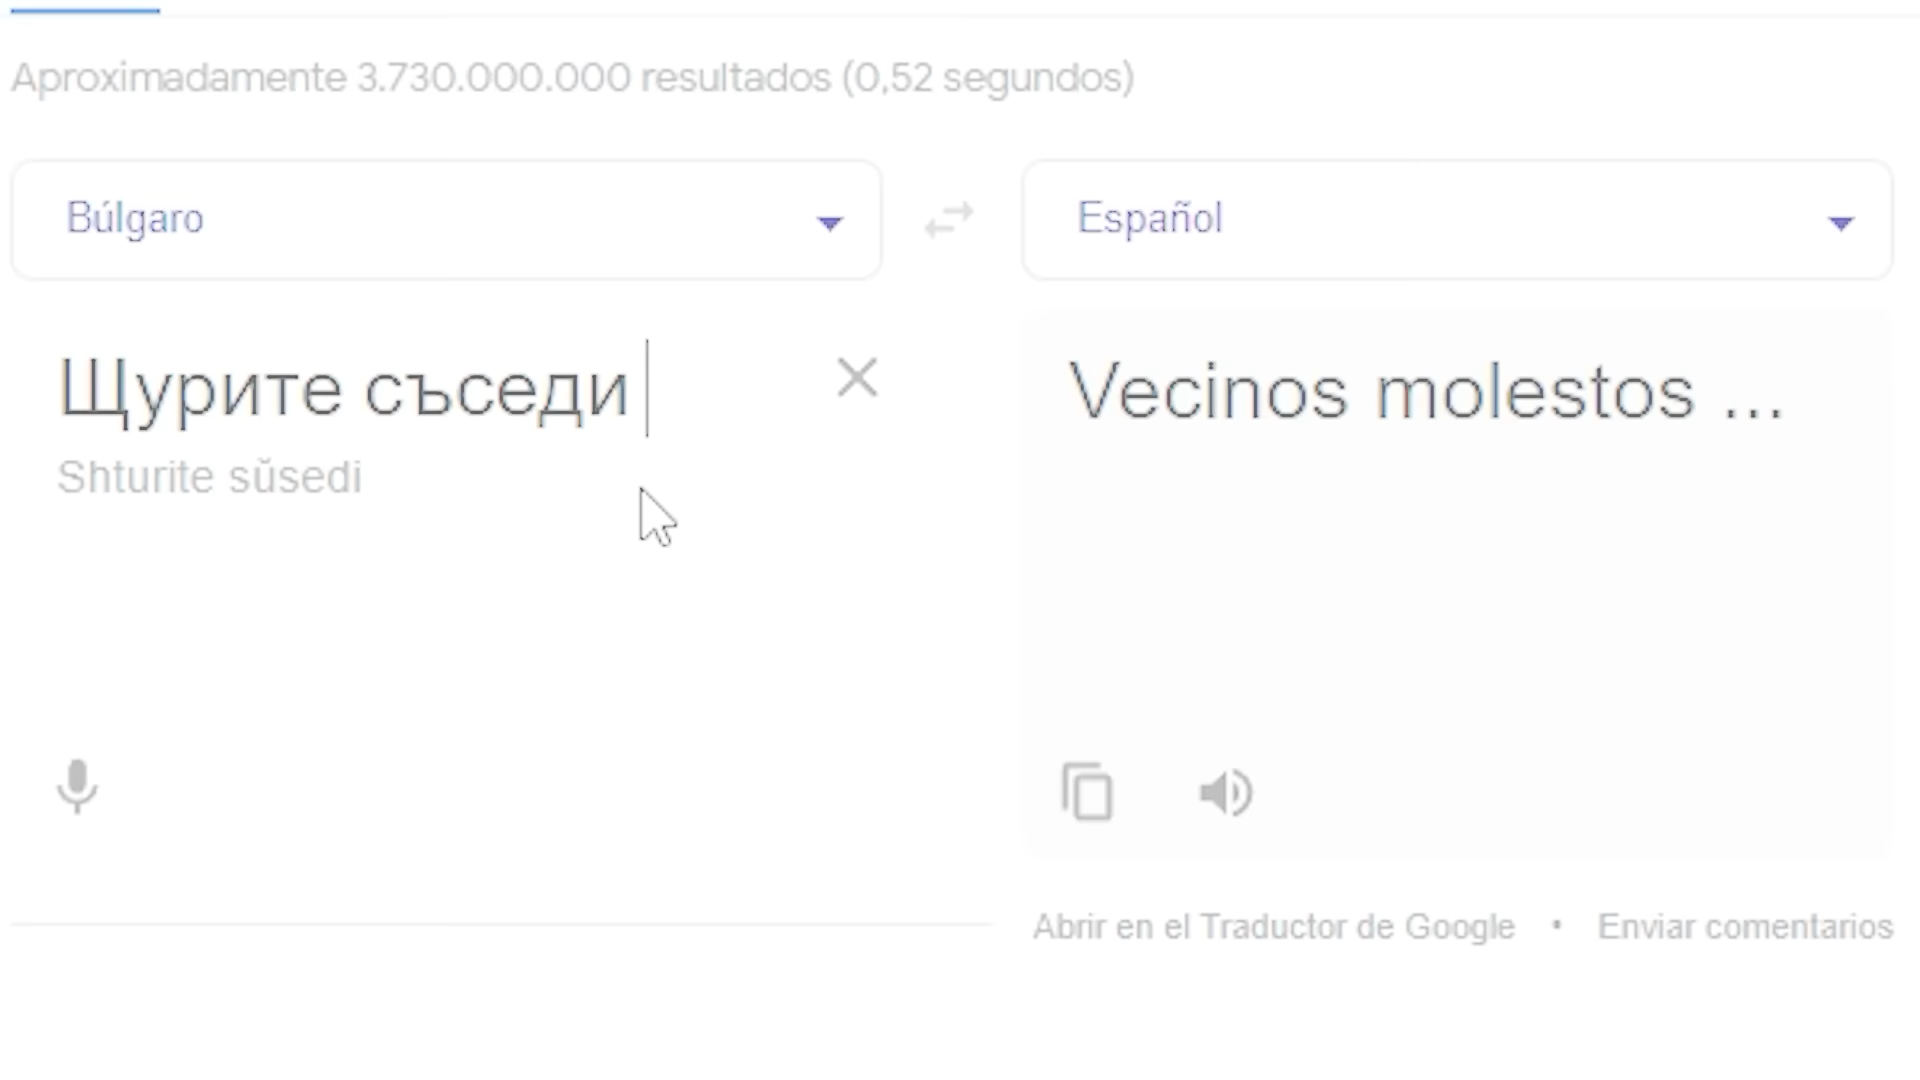 Aproximadamente 3.730.000.000 resultados (0,52 segundos)
Búlgaro
Español
Щурите съседи
Shturite sŭsedi
Vecinos molestos ...
Abrir en el Traductor de Google • Enviar comentarios